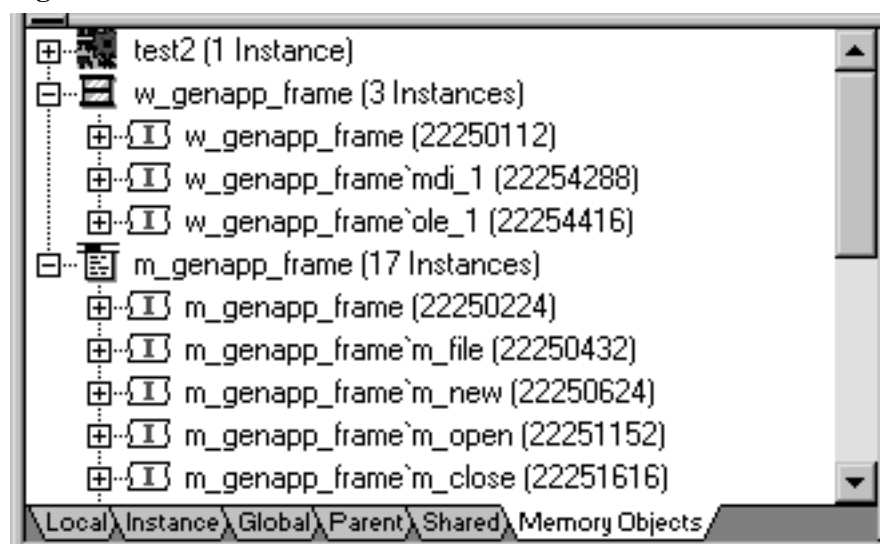 test2 (1 Instance)
w_genapp_frame (3 Instances)
w_genapp_frame (22250112)
w_genapp_frame`mdi_1 (22254288)
w_genapp_frame`ole_1 (22254416)
m_genapp_frame (17 Instances)
m_genapp_frame (22250224)
m_genapp_frame`m_file (22250432)
m_genapp_frame`m_new (22250624)
m_genapp_frame`m_open (22251152)
m_genapp_frame`m_close (22251616)
Local Instance Global Parent Shared Memory Objects